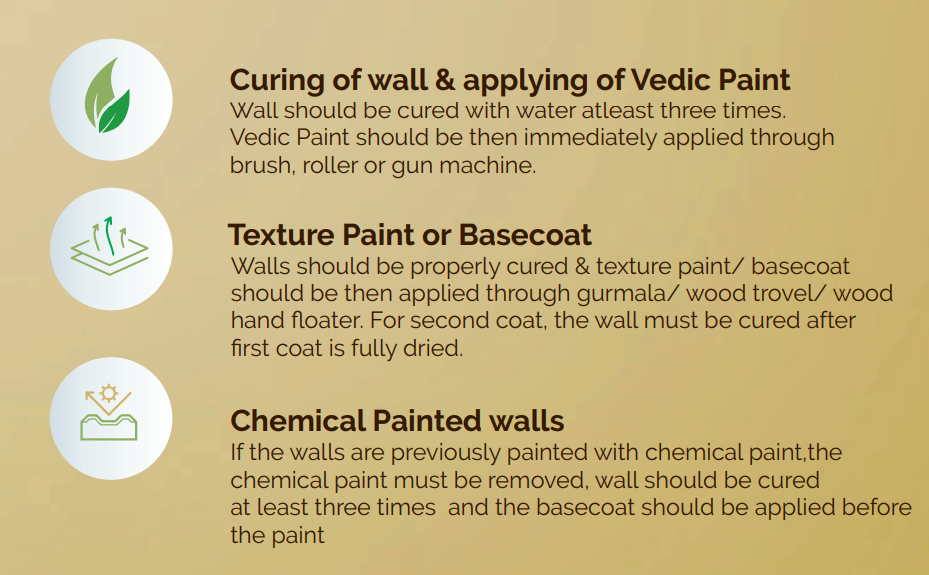 Curing of wall & applying of Vedic Paint
Wall should be cured with water atleast three times.
Vedic Paint should be then immediately applied through
brush, roller or gun machine.
Texture Paint or Basecoat
Walls should be properly cured & texture paint/ basecoat
should be then applied through gurmala/ wood trovel/ wood
hand floater. For second coat, the wall must be cured after
first coat is fully dried.
Chemical Painted walls
If the walls are previously painted with chemical paint,the
chemical paint must be removed, wall should be cured
at least three times  and the basecoat should be applied before
the paint